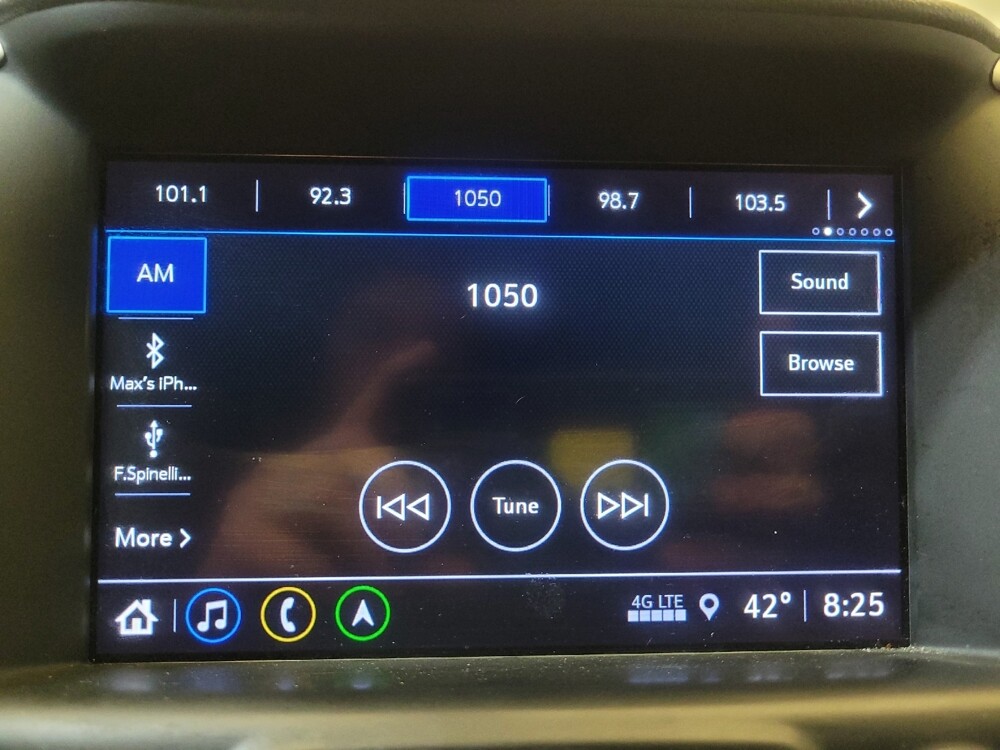 101.1 92.3 1050 98.7 103.5
AM
1050
Sound
Max's iPh...
Browse
F.Spinelli...
Tune
More
4G LTE 42° 8:25